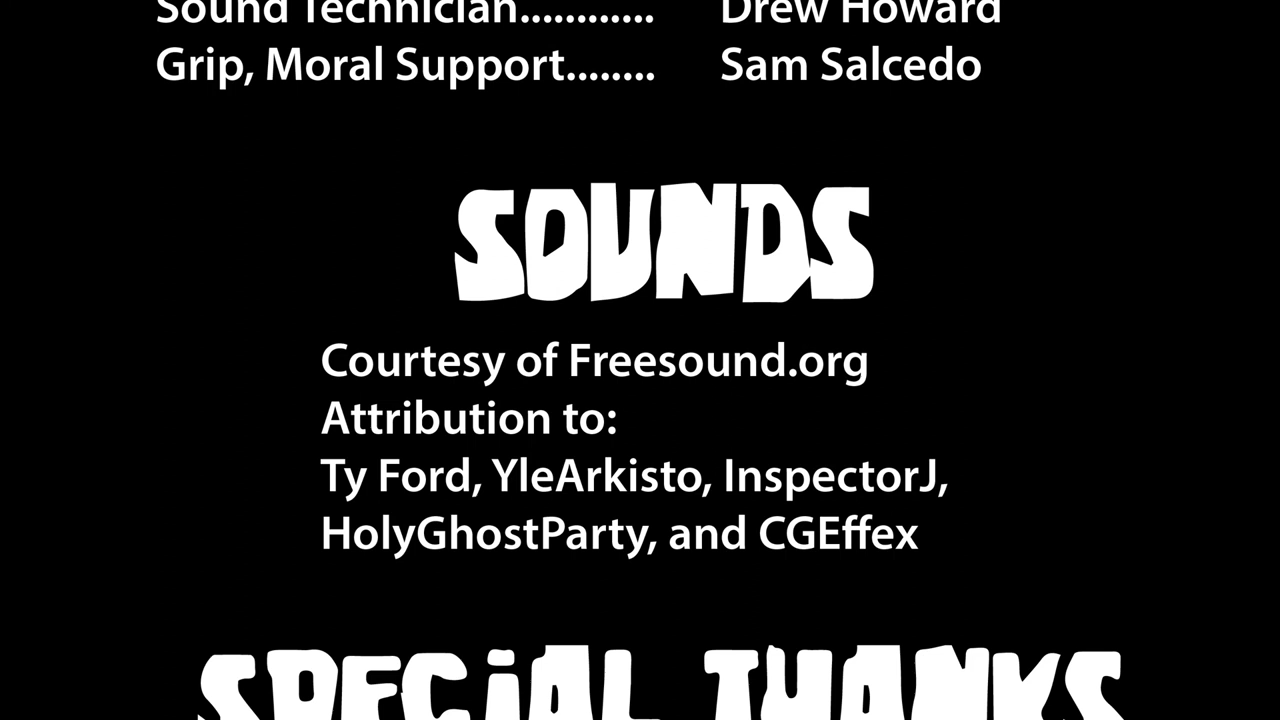 Sound Technician............ Drew Howard
Grip, Moral Support........ Sam Salcedo
SOUNDS
Courtesy of Freesound.org
Attribution to:
Ty Ford, YleArkisto, InspectorJ,
HolyGhostParty, and CGEffex
SPECiAL THANKS